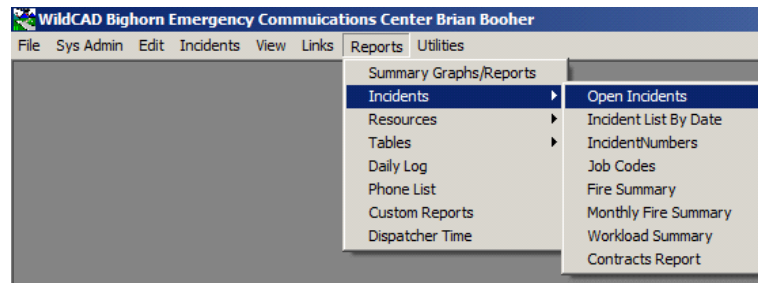 WildCAD Bighorn Emergency Commuication Center Brian Booher
File Sys Admin Edit Incidents View Links Reports Utilities
Summary Graphs/Reports
Incidents
Resources
Tables
Daily Log
Phone List
Custom Reports
Dispatcher Time
Open Incidents
Incident List By Date
IncidentNumbers
Job Codes
Fire Summary
Monthly Fire Summary
Workload Summary
Contracts Report